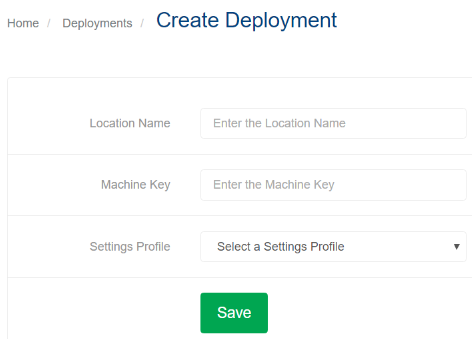 Home / Deployments / Create Deployment
Location Name Enter the Location Name
Machine Key Enter the Machine Key
Settings Profile Select a Settings Profile ▼
Save